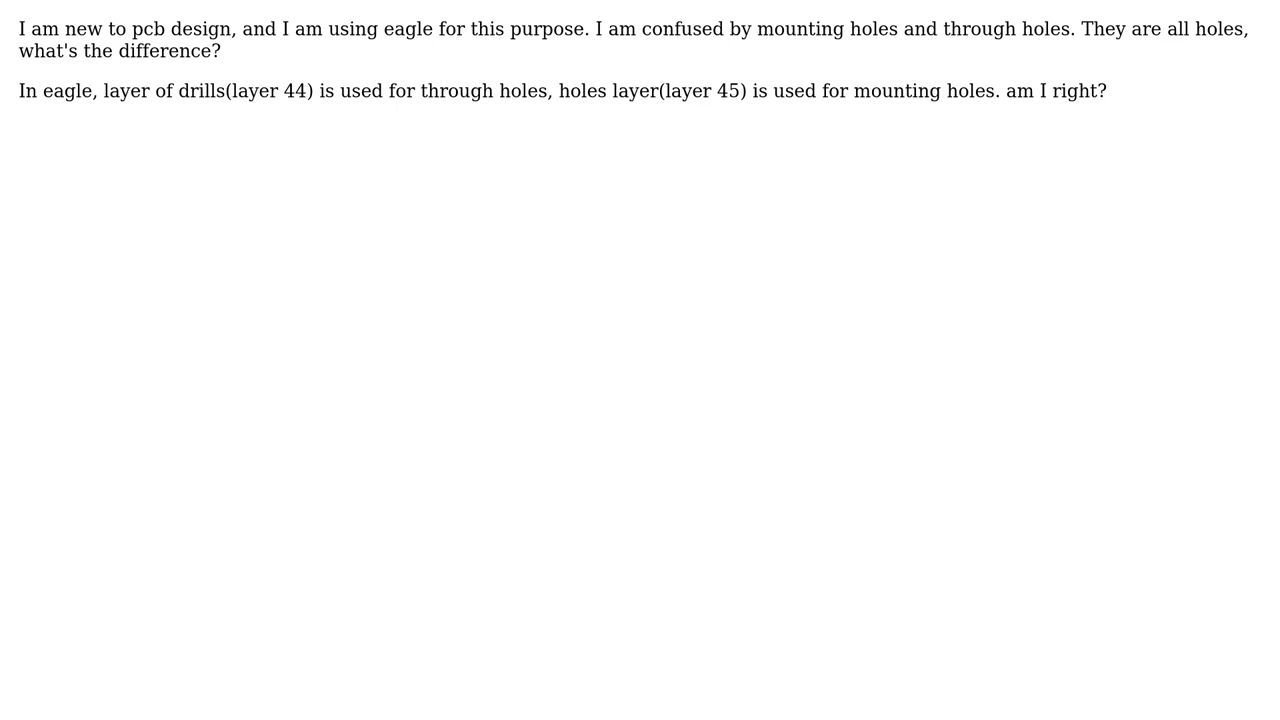 I am new to pcb design, and I am using eagle for this purpose. I am confused by mounting holes and through holes. They are all holes,
what's the difference?
In eagle, layer of drills(layer 44) is used for through holes, holes layer(layer 45) is used for mounting holes. am I right?